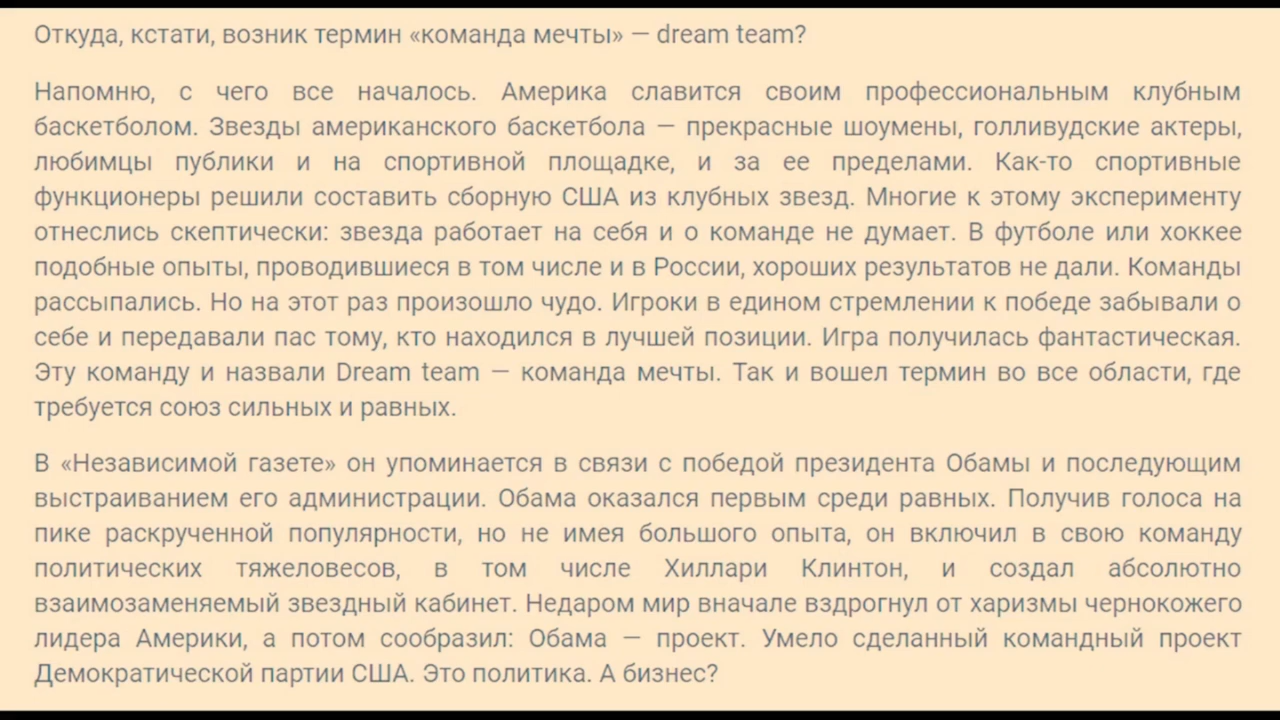 Откуда, кстати, возник термин «команда мечты» — dream team?
Напомню, с чего все началось. Америка славится своим профессиональным клубным
баскетболом. Звезды американского баскетбола — прекрасные шоумены, голливудские актеры,
любимцы публики и на спортивной площадке, и за ее пределами. Как-то спортивные
функционеры решили составить сборную США из клубных звезд. Многие к этому эксперименту
отнеслись скептически: звезда работает на себя и о команде не думает. В футболе или хоккее
подобные опыты, проводившиеся в том числе и в России, хороших результатов не дали. Команды
рассыпались. Но на этот раз произошло чудо. Игроки в едином стремлении к победе забывали о
себе и передавали пас тому, кто находился в лучшей позиции. Игра получилась фантастическая.
Эту команду и назвали Dream team — команда мечты. Так и вошел термин во все области, где
требуется союз сильных и равных.
В «Независимой газете» он упоминается в связи с победой президента Обамы и последующим
выстраиванием его администрации. Обама оказался первым среди равных. Получив голоса на
пике раскрученной популярности, но не имея большого опыта, он включил в свою команду
политических тяжеловесов, в том числе Хиллари Клинтон, и создал абсолютно
взаимозаменяемый звездный кабинет. Недаром мир вначале вздрогнул от харизмы чернокожего
лидера Америки, а потом сообразил: Обама — проект. Умело сделанный командный проект
Демократической партии США. Это политика. А бизнес?